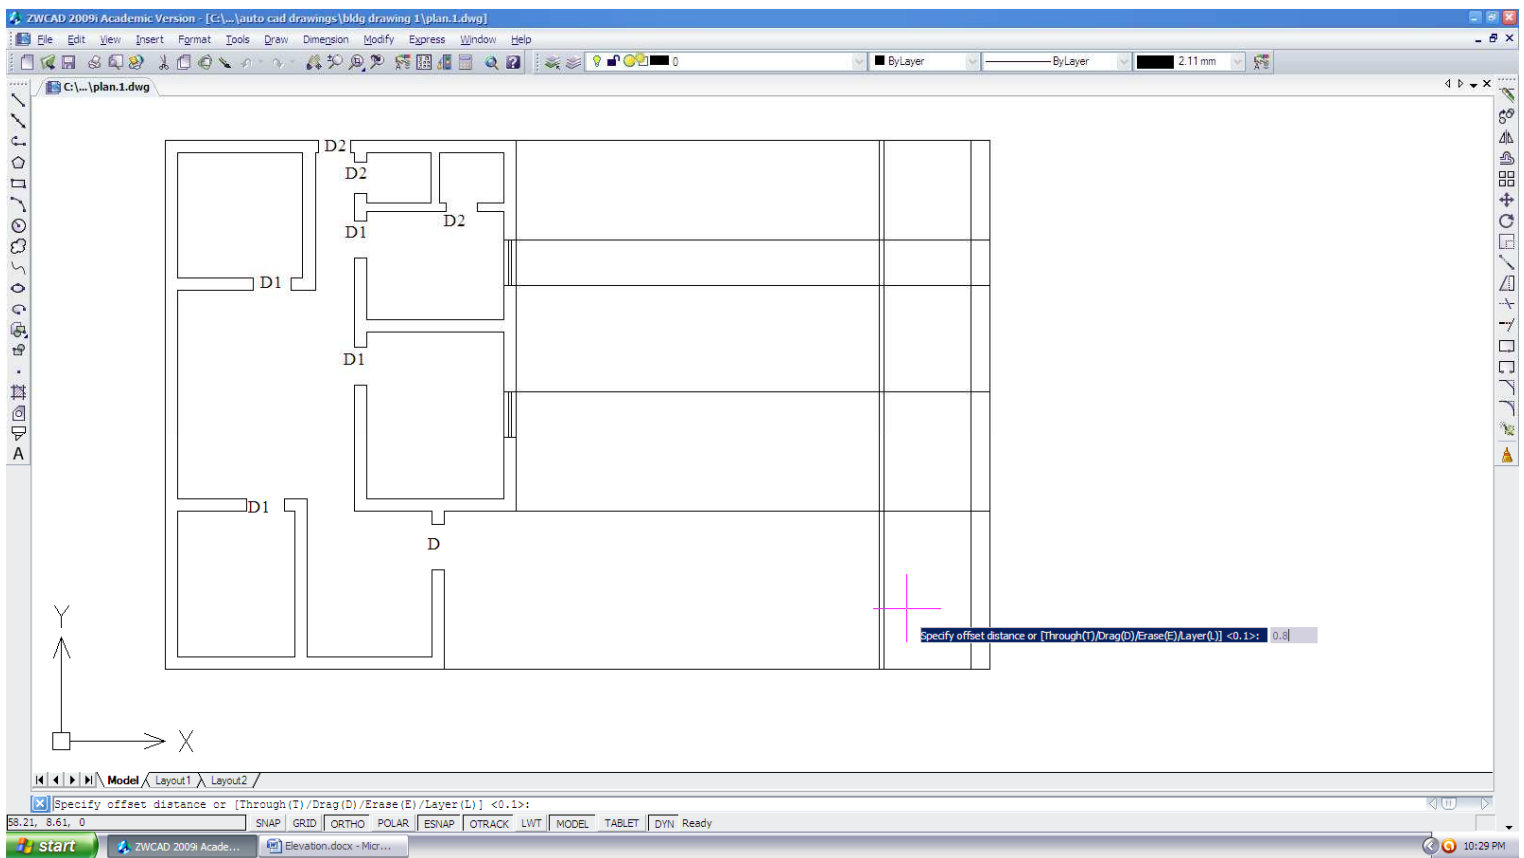 ZWCAD 2009i Academic Version - [C:\...\auto cad drawings\bldg drawing 1\plan.1.dwg]
File Edit View Insert Format Tools Draw Dimension Modify Express Window Help
0 ByLayer ByLayer 2.11 mm
C:\...\plan.1.dwg
D2
D2
D2
D1
D1
D1
D1
D
Specify offset distance or [Through(T)/Drag(D)/Erase(E)/Layer(L)] <0.1>: 0.8
Y
X
A
Model Layout1 Layout2
Specify offset distance or [Through(T)/Drag(D)/Erase(E)/Layer(L)] <0.1>:
58.21, 8.61, 0 SNAP GRID ORTHO POLAR ESNAP OTRACK LWT MODEL TABLET DYN Ready
start ZWCAD 2009i Acade... Elevation.docx - Micr... 10:29 PM